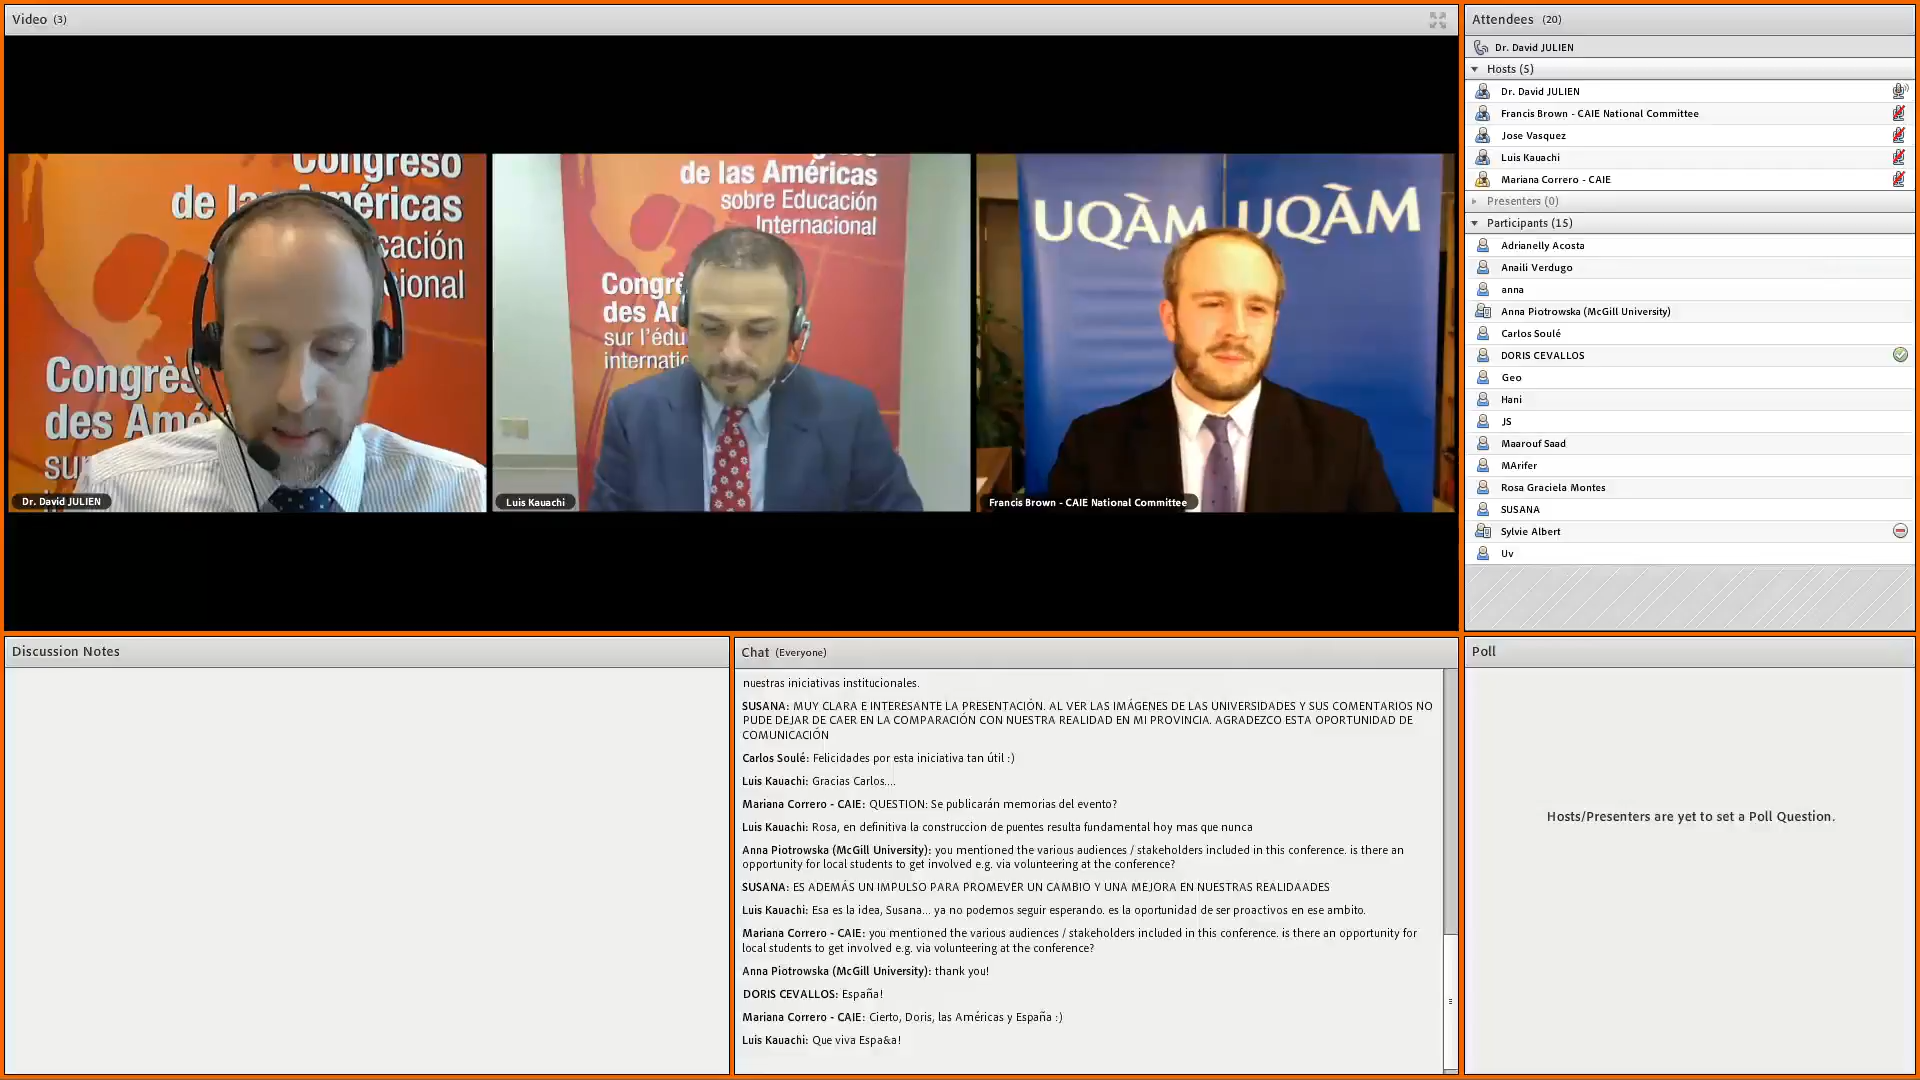 Video (3)
Congreso
de las Américas
cación
ional
Congrès
des Amé
su
Dr. David JULIEN
de las Américas
sobre Educación
Internacional
Congrè
des Am
sur l'édu
internatio
Luis Kauachi
UQÀM UQÀM
Francis Brown - CAIE National Committee
Attendees (20)
Dr. David JULIEN
Hosts (5)
Dr. David JULIEN
Francis Brown - CAIE National Committee
Jose Vasquez
Luis Kauachi
Mariana Correro - CAIE
Presenters (0)
Participants (15)
Adrianelly Acosta
Anaili Verdugo
anna
Anna Piotrowska (McGill University)
Carlos Soulé
DORIS CEVALLOS
Geo
Hani
JS
Maarouf Saad
MArifer
Rosa Graciela Montes
SUSANA
Sylvie Albert
Uv
Discussion Notes
Chat (Everyone)
nuestras iniciativas institucionales.
SUSANA: MUY CLARA E INTERESANTE LA PRESENTACIÓN. AL VER LAS IMÁGENES DE LAS UNIVERSIDADES Y SUS COMENTARIOS NO
PUDE DEJAR DE CAER EN LA COMPARACIÓN CON NUESTRA REALIDAD EN MI PROVINCIA. AGRADEZCO ESTA OPORTUNIDAD DE
COMUNICACIÓN
Carlos Soulé: Felicidades por esta iniciativa tan útil :)
Luis Kauachi: Gracias Carlos....
Mariana Correro - CAIE: QUESTION: Se publicarán memorias del evento?
Luis Kauachi: Rosa, en definitiva la construccion de puentes resulta fundamental hoy mas que nunca
Anna Piotrowska (McGill University): you mentioned the various audiences / stakeholders included in this conference. is there an
opportunity for local students to get involved e.g. via volunteering at the conference?
SUSANA: ES ADEMÁS UN IMPULSO PARA PROMEVER UN CAMBIO Y UNA MEJORA EN NUESTRAS REALIDAADES
Luis Kauachi: Esa es la idea, Susana... ya no podemos seguir esperando. es la oportunidad de ser proactivos en ese ambito.
Mariana Correro - CAIE: you mentioned the various audiences / stakeholders included in this conference. is there an opportunity for
local students to get involved e.g. via volunteering at the conference?
Anna Piotrowska (McGill University): thank you!
DORIS CEVALLOS: España!
Mariana Correro - CAIE: Cierto, Doris, las Américas y España :)
Luis Kauachi: Que viva Espa&a!
Poll
Hosts/Presenters are yet to set a Poll Question.